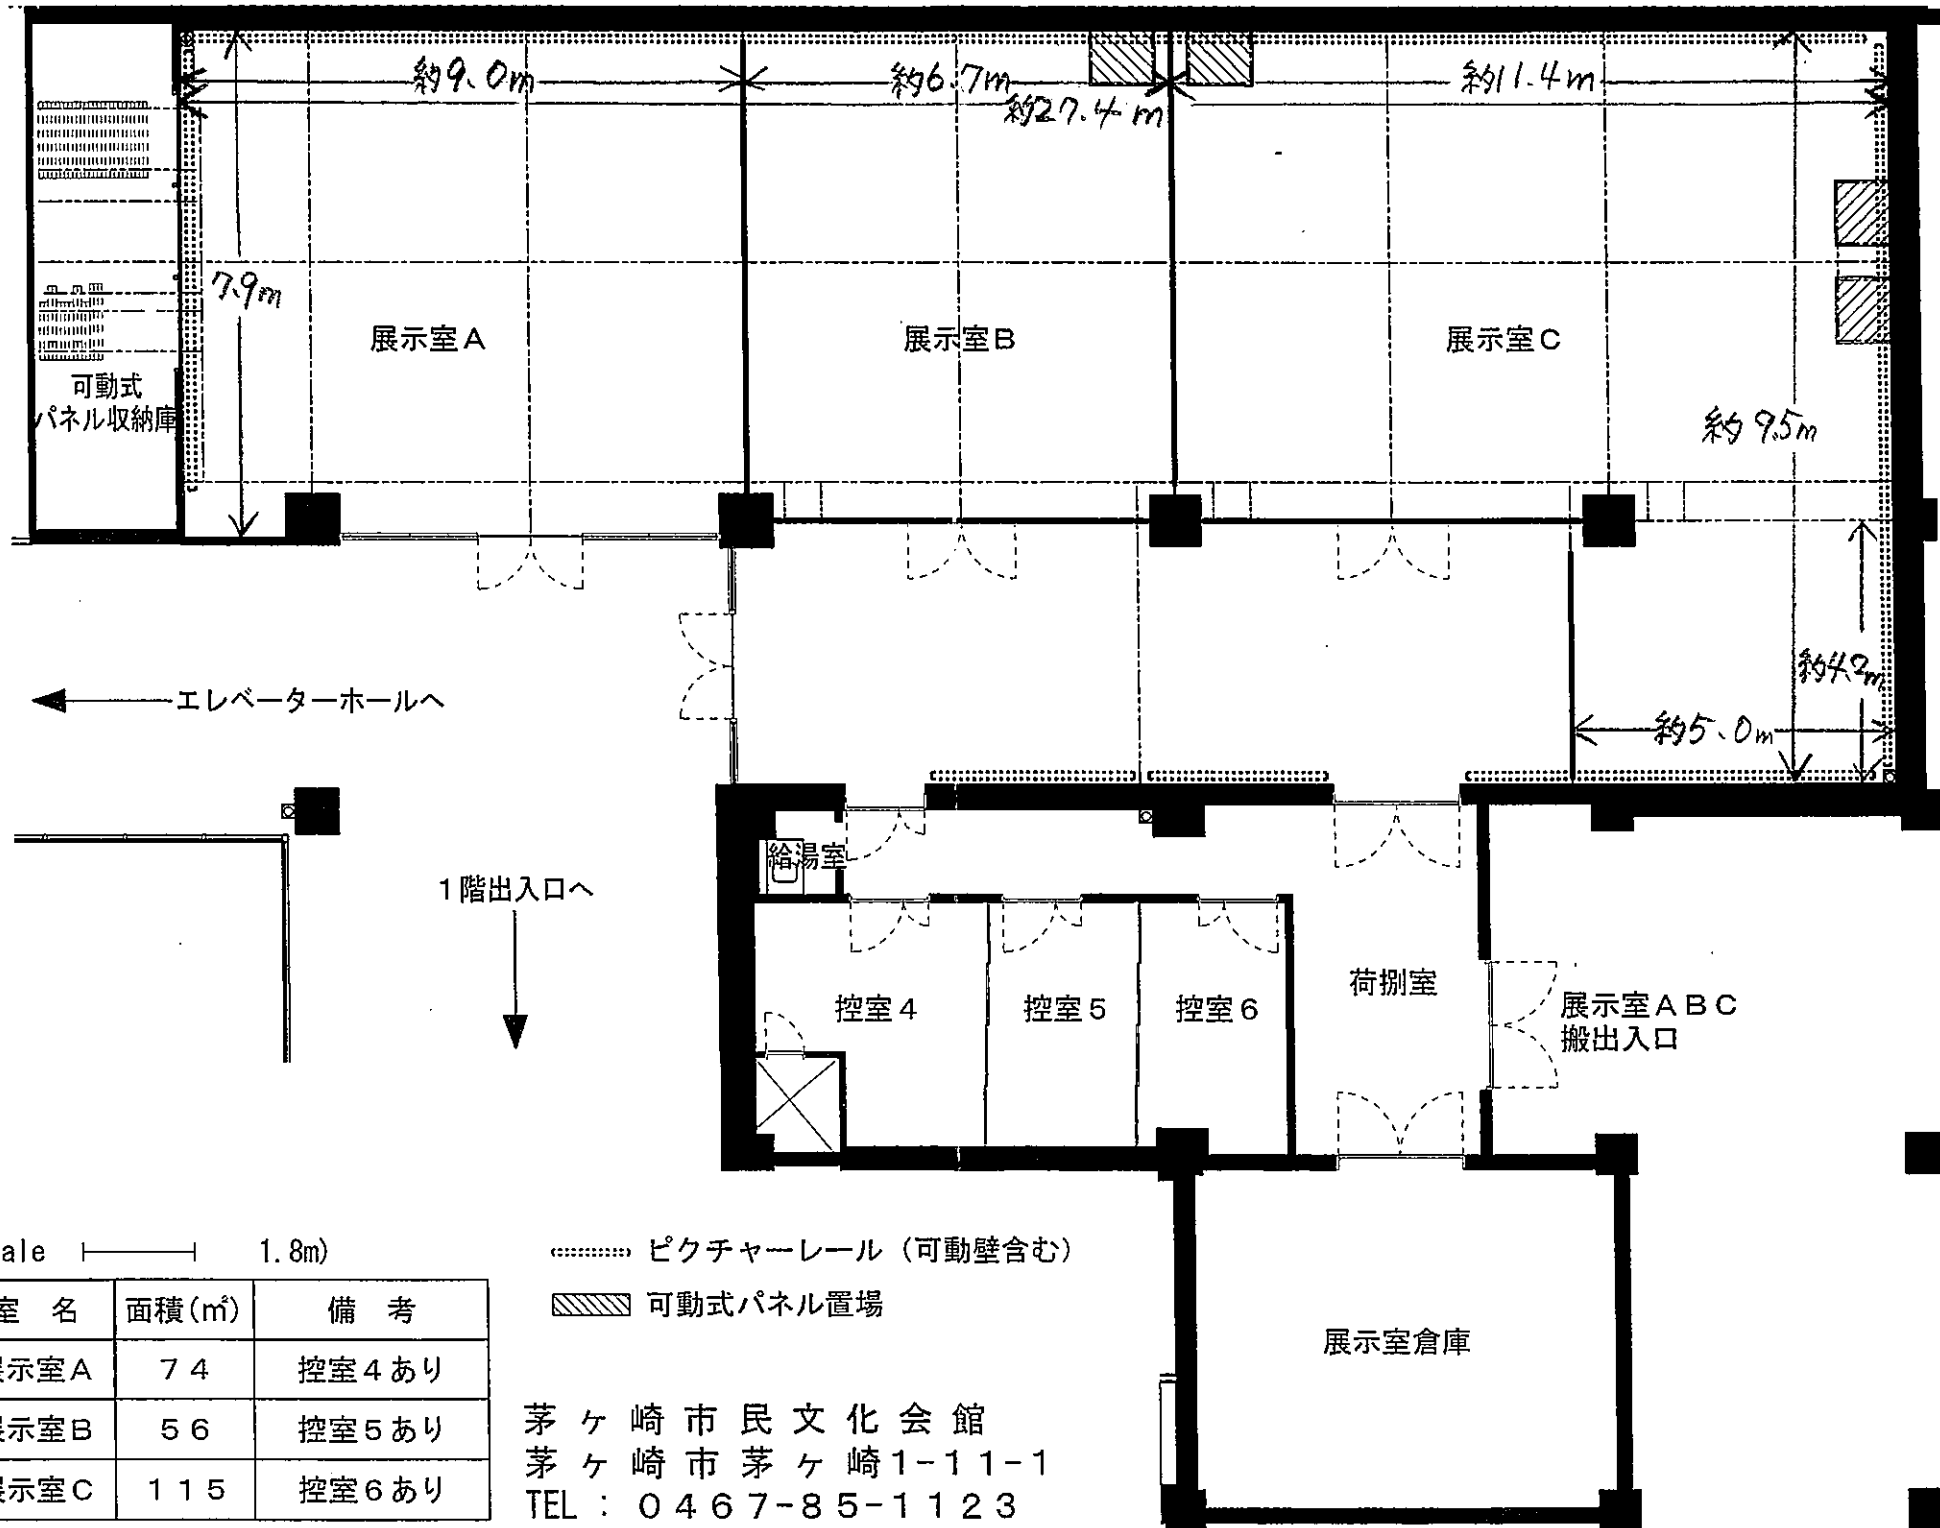 約9.0m
約6.7m
約11.4m
約27.4m
7.9m
展示室A
展示室B
展示室C
可動式
パネル収納庫
約9.5m
約4.2m
約5.0m
エレベーターホールへ
1階出入口へ
給湯室
控室4
控室5
控室6
荷捌室
展示室ABC
搬出入口
展示室倉庫
ale 1.8m)
ピクチャーレール (可動壁含む)
可動式パネル置場
室 名 面積(㎡) 備 考
示室A 74 控室4あり
示室B 56 控室5あり
示室C 115 控室6あり
茅ヶ崎市民文化会館
茅ヶ崎市茅ヶ崎1-11-1
TEL : 0467-85-1123